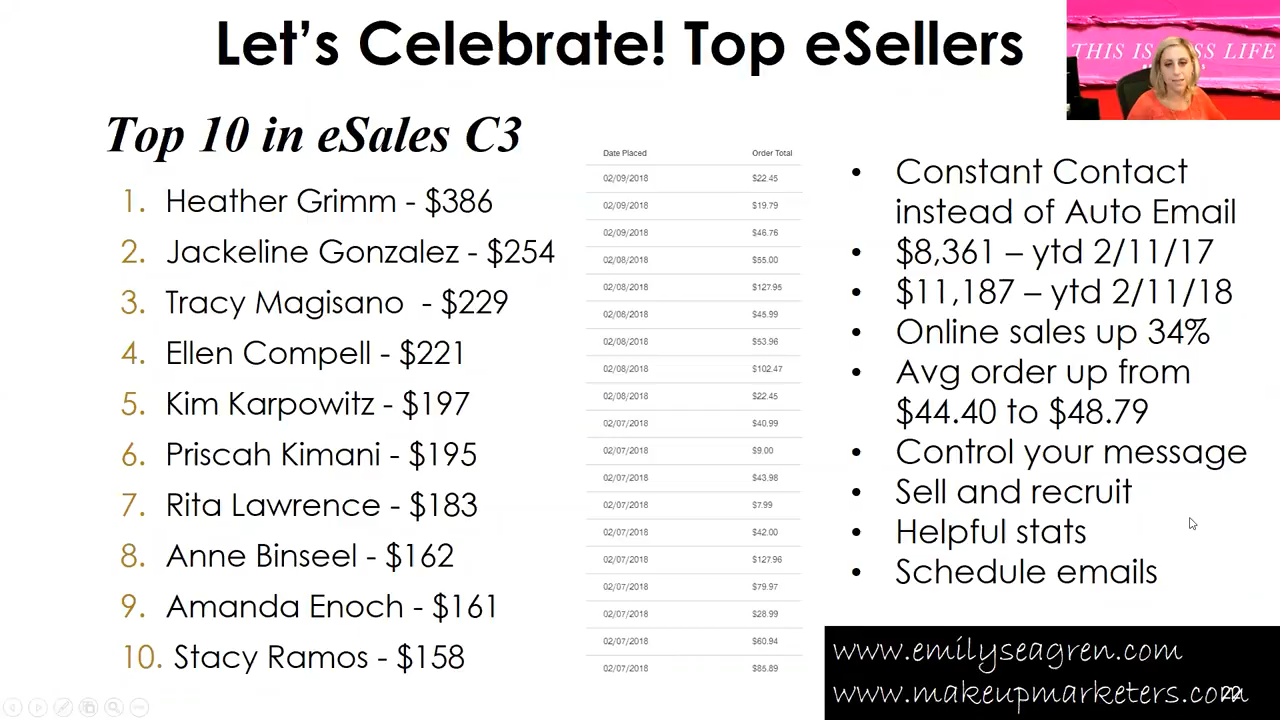 Let's Celebrate! Top eSellers
THIS IS
SS LIFE
Top 10 in eSales C3
1. Heather Grimm - $386
2. Jackeline Gonzalez - $254
3. Tracy Magisano - $229
4. Ellen Compell - $221
5. Kim Karpowitz - $197
6. Priscah Kimani - $195
7. Rita Lawrence - $183
8. Anne Binseel - $162
9. Amanda Enoch - $161
10. Stacy Ramos - $158
Date Placed Order Total
02/09/2018 $22.45
02/09/2018 $19.79
02/09/2018 $46.76
02/08/2018 $55.00
02/08/2018 $127.95
02/08/2018 $45.99
02/08/2018 $53.96
02/08/2018 $102.47
02/08/2018 $22.45
02/07/2018 $40.99
02/07/2018 $9.00
02/07/2018 $43.98
02/07/2018 $7.99
02/07/2018 $42.00
02/07/2018 $127.96
02/07/2018 $79.97
02/07/2018 $28.99
02/07/2018 $60.94
02/07/2018 $85.89
• Constant Contact
instead of Auto Email
• $8,361 – ytd 2/11/17
• $11,187 – ytd 2/11/18
• Online sales up 34%
• Avg order up from
$44.40 to $48.79
• Control your message
• Sell and recruit
• Helpful stats
• Schedule emails
www.emilyseagren.com
www.makeupmarketers.com
22